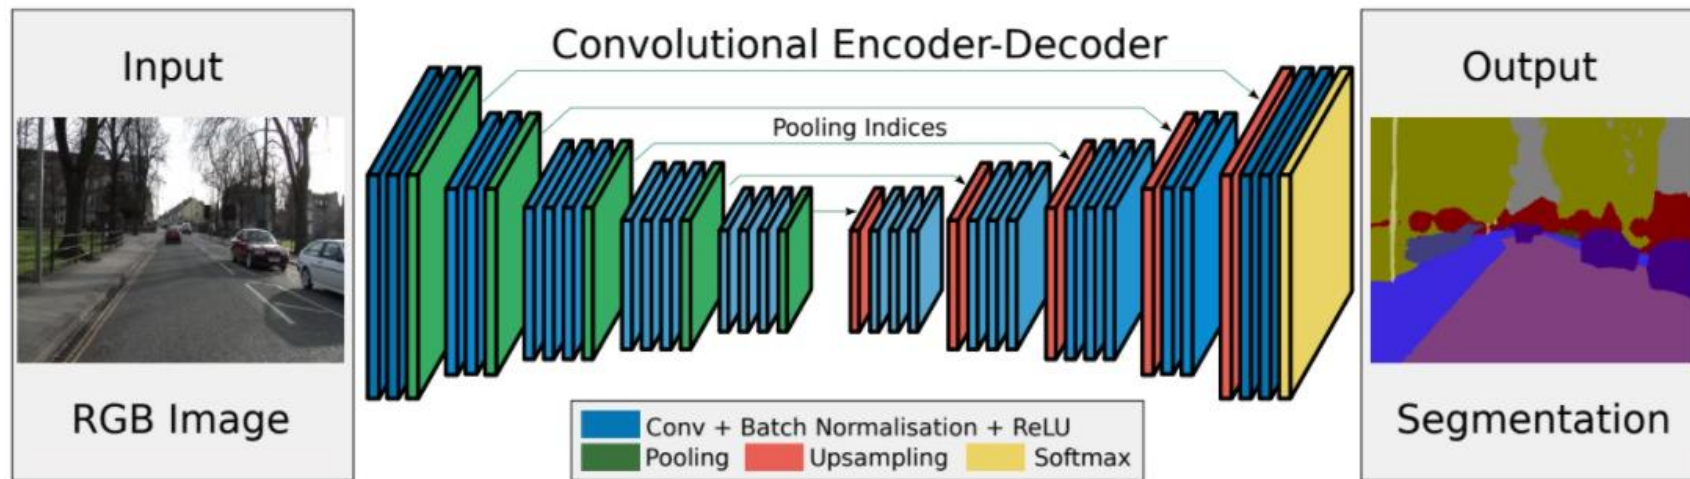 Input
RGB Image
Convolutional Encoder-Decoder
Pooling Indices
Conv + Batch Normalisation + ReLU
Pooling Upsampling Softmax
Output
Segmentation